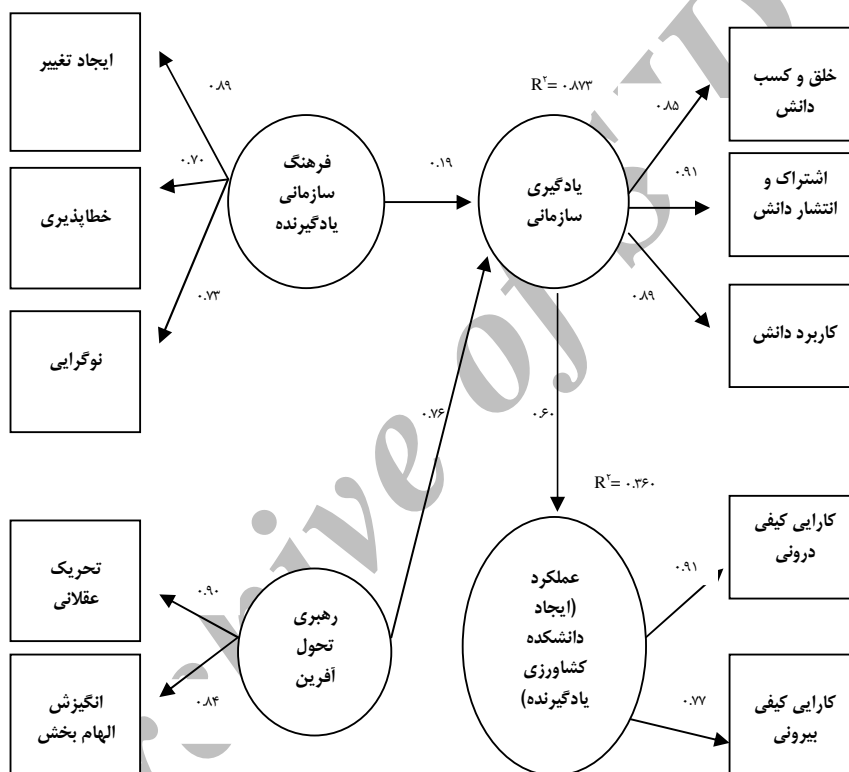 خلق و کسب
دانش
اشتراک و
انتشار دانش
کاربرد دانش
۰.۸۵
۰.۹۱
۰.۸۹
R۲= ۰.۸۷۳
یادگیری
سازمانی
۰.۱۹
فرهنگ
سازمانی
یادگیرنده
۰.۸۹
۰.۷۰
۰.۷۳
ایجاد تغییر
خطاپذیری
نوگرایی
۰.۷۶
۰.۶۰
R۲= ۰.۳۶۰
کارایی کیفی
درونی
کارایی کیفی
بیرونی
۰.۹۱
۰.۷۷
عملکرد
(ایجاد
دانشکده
کشاورزی
یادگیرنده)
رهبری
تحول
آفرین
۰.۹۰
۰.۸۴
تحریک
عقلانی
انگیزش
الهام بخش